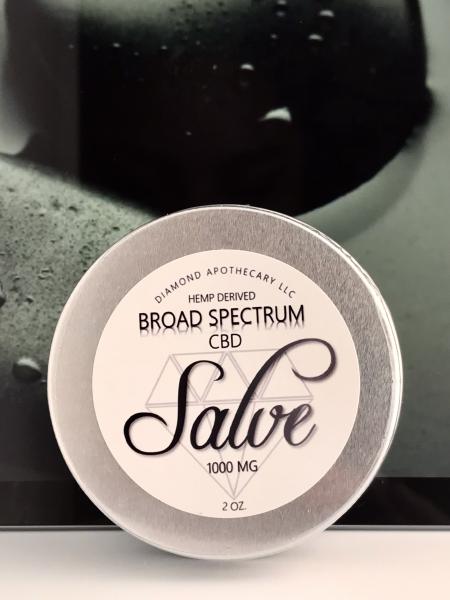 DIAMOND APOTHECARY LLC
HEMP DERIVED
BROAD SPECTRUM
CBD
Salve
1000 MG
2 OZ.